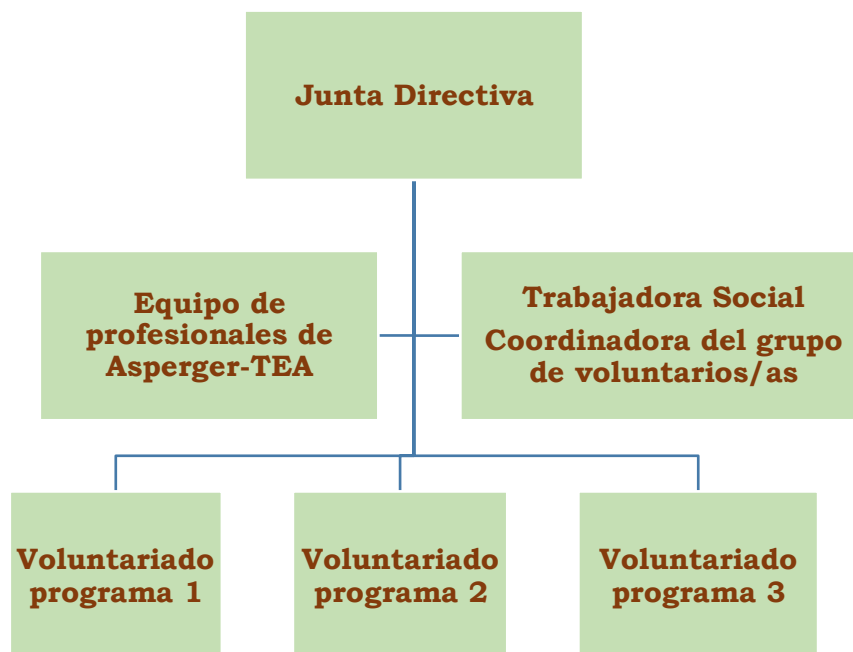 Junta Directiva
Equipo de
profesionales de
Asperger-TEA
Trabajadora Social
Coordinadora del grupo
de voluntarios/as
Voluntariado
programa 1
Voluntariado
programa 2
Voluntariado
programa 3